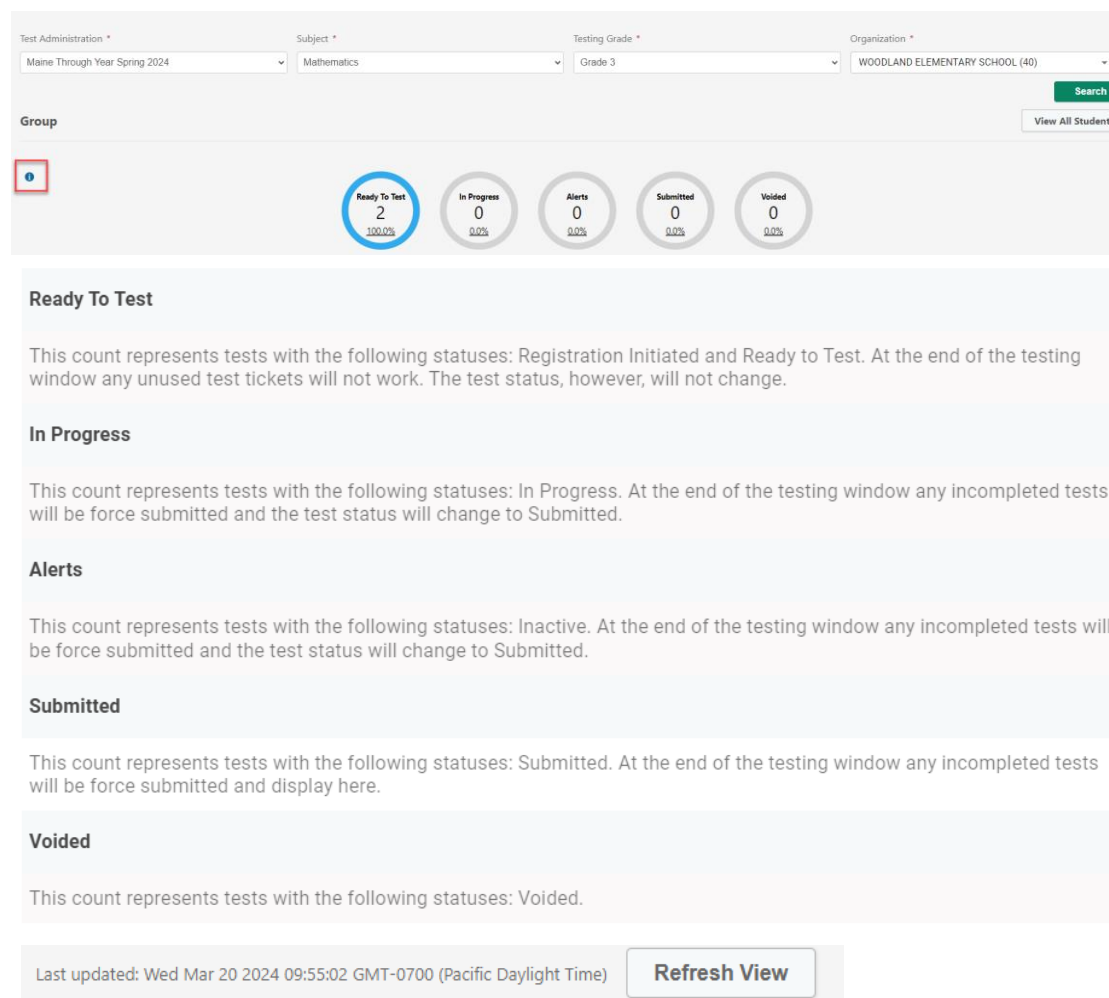 Test Administration *
Subject *
Testing Grade *
Organization *
Maine Through Year Spring 2024
Mathematics
Grade 3
WOODLAND ELEMENTARY SCHOOL (40)
Search
Group
View All Student
Ready To Test
2
100.0%
In Progress
0
0.0%
Alerts
0
0.0%
Submitted
0
0.0%
Voided
0
0.0%
Ready To Test
This count represents tests with the following statuses: Registration Initiated and Ready to Test. At the end of the testing
window any unused test tickets will not work. The test status, however, will not change.
In Progress
This count represents tests with the following statuses: In Progress. At the end of the testing window any incompleted tests
will be force submitted and the test status will change to Submitted.
Alerts
This count represents tests with the following statuses: Inactive. At the end of the testing window any incompleted tests will
be force submitted and the test status will change to Submitted.
Submitted
This count represents tests with the following statuses: Submitted. At the end of the testing window any incompleted tests
will be force submitted and display here.
Voided
This count represents tests with the following statuses: Voided.
Last updated: Wed Mar 20 2024 09:55:02 GMT-0700 (Pacific Daylight Time)
Refresh View